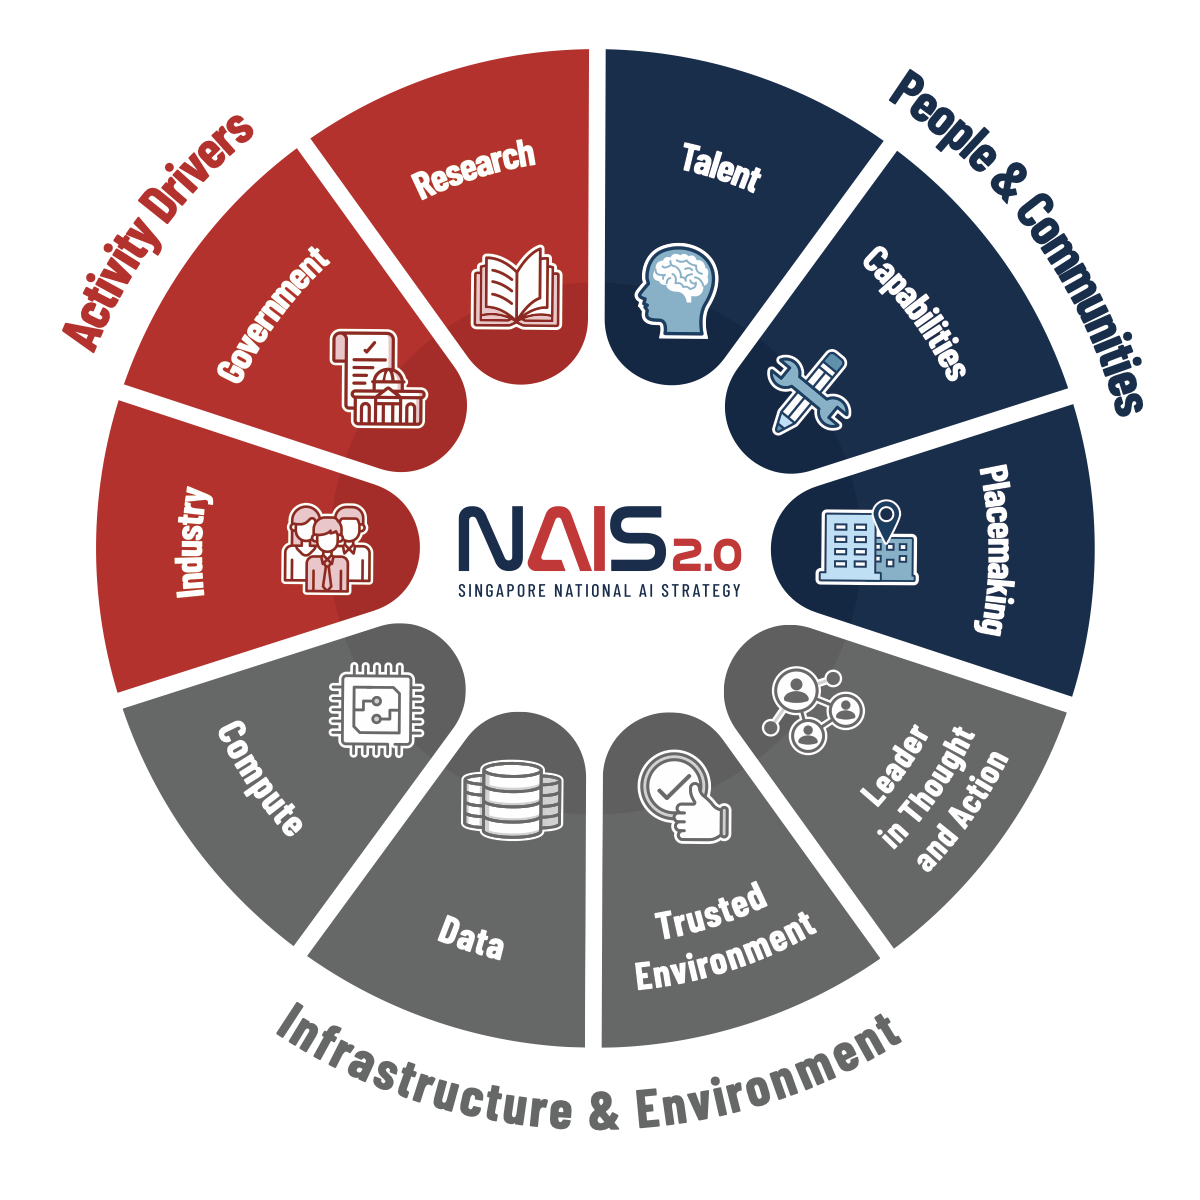 Activity Drivers
Research
Government
Industry
People & Communities
Talent
Capabilities
Placemaking
NAIS 2.0
SINGAPORE NATIONAL AI STRATEGY
Compute
Data
Trusted
Environment
Leader
in Thought
and Action
Infrastructure & Environment